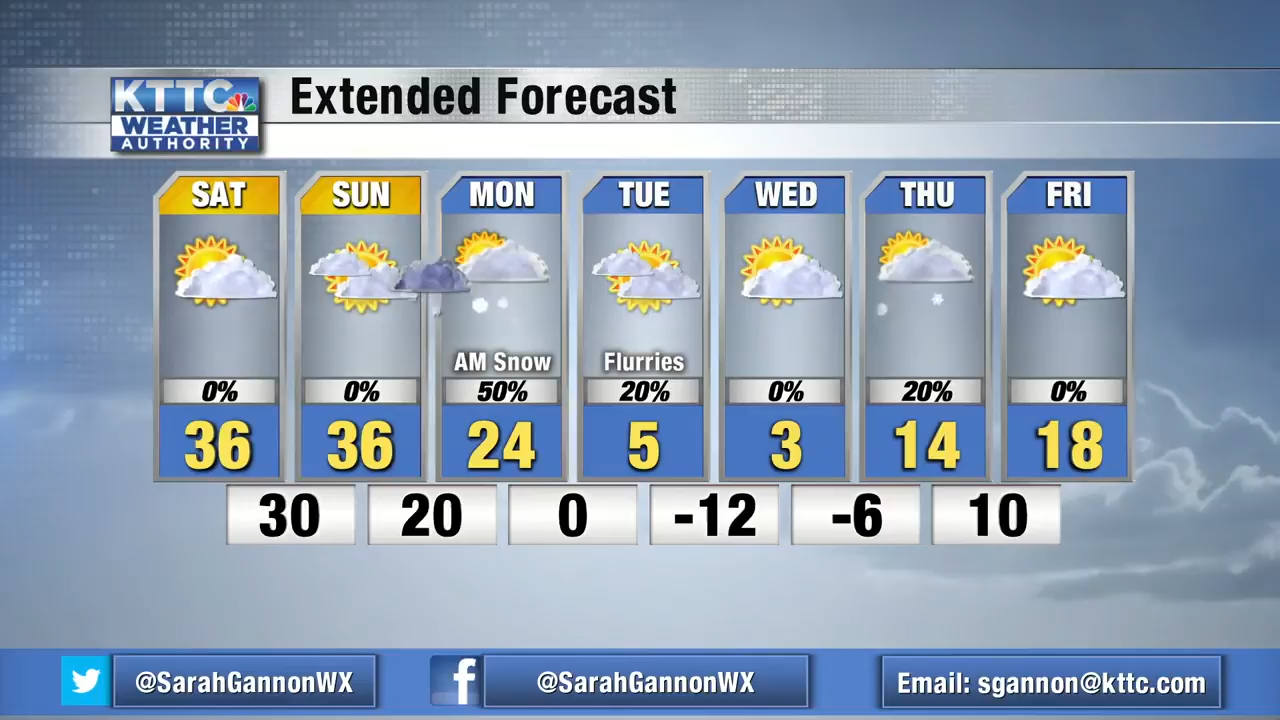 KTTC
WEATHER
AUTHORITY
Extended Forecast
SAT SUN MON TUE WED THU FRI
AM Snow Flurries
0% 0% 50% 20% 0% 20% 0%
36 36 24 5 3 14 18
30 20 0 -12 -6 10
@SarahGannonWX @SarahGannonWX Email: sgannon@kttc.com